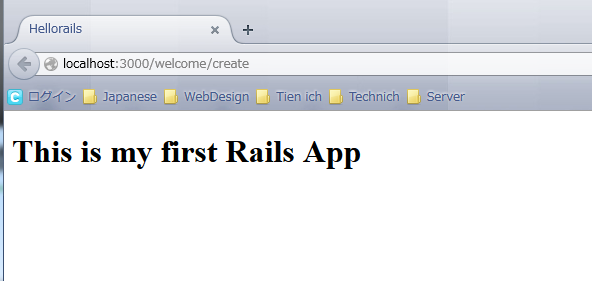 Hellorails
localhost:3000/welcome/create
ログイン Japanese WebDesign Tien ich Technich Server
This is my first Rails App